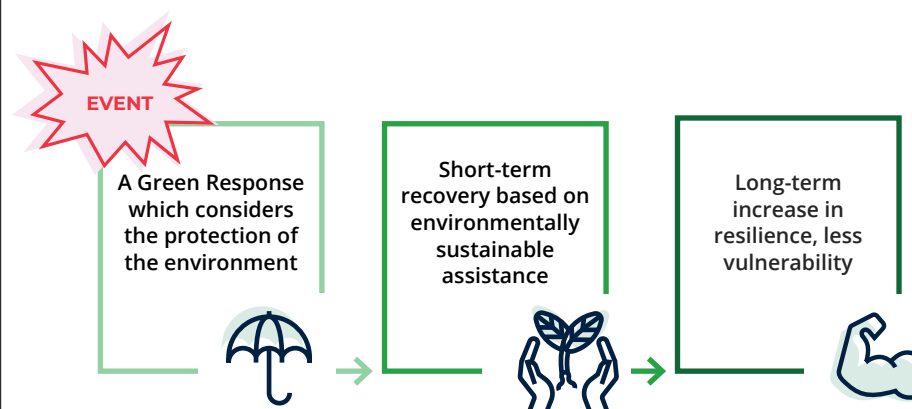 EVENT
A Green Response
which considers
the protection of
the environment
Short-term
recovery based on
environmentally
sustainable
assistance
Long-term
increase in
resilience, less
vulnerability